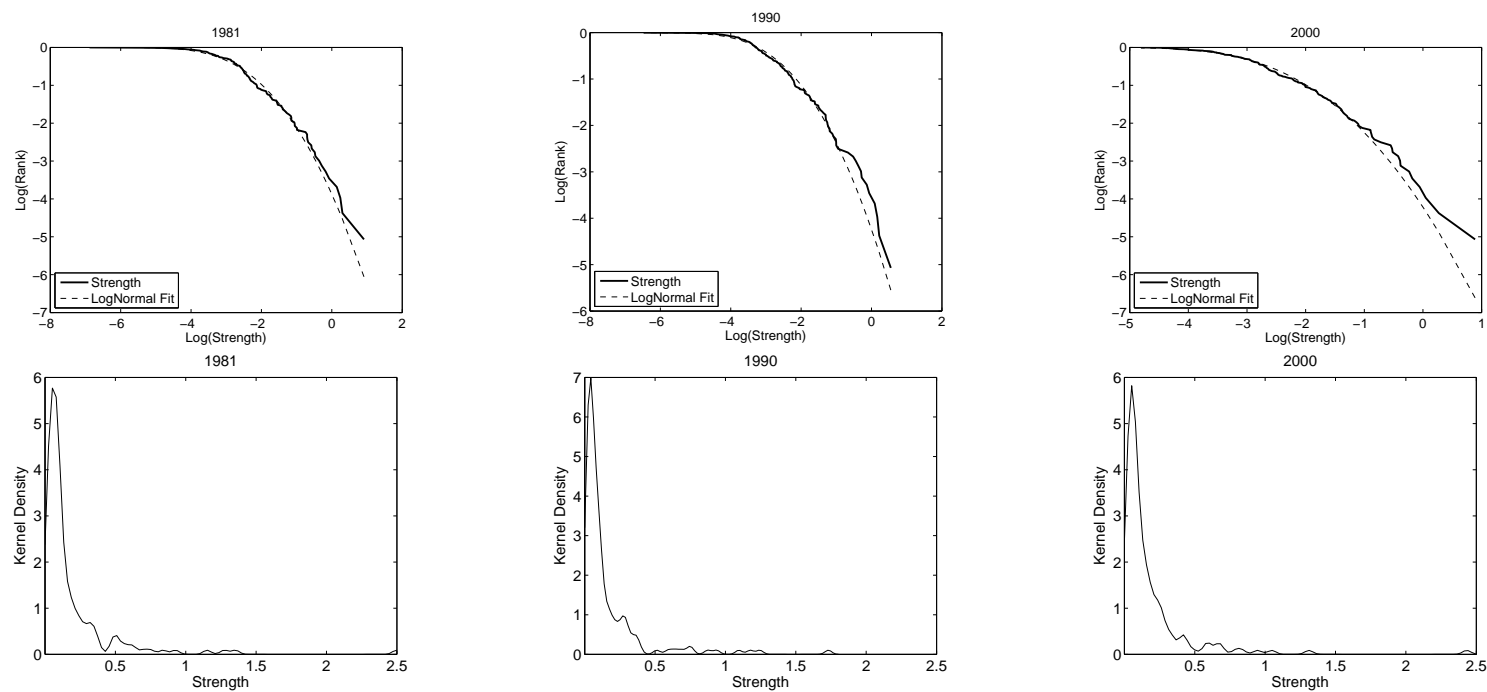 1981
0
−1
−2
−3
−4
−5
−6
−7
Log(Rank)
Strength
LogNormal Fit
−8 −6 −4 −2 0 2
Log(Strength)
1990
0
−1
−2
−3
−4
−5
−6
Log(Rank)
Strength
LogNormal Fit
−8 −6 −4 −2 0 2
Log(Strength)
2000
0
−1
−2
−3
−4
−5
−6
−7
Log(Rank)
Strength
LogNormal Fit
−5 −4 −3 −2 −1 0 1
Log(Strength)
1981
6
5
4
3
2
1
0
Kernel Density
0.5 1 1.5 2 2.5
Strength
1990
7
6
5
4
3
2
1
0
Kernel Density
0.5 1 1.5 2 2.5
Strength
2000
6
5
4
3
2
1
0
Kernel Density
0.5 1 1.5 2 2.5
Strength